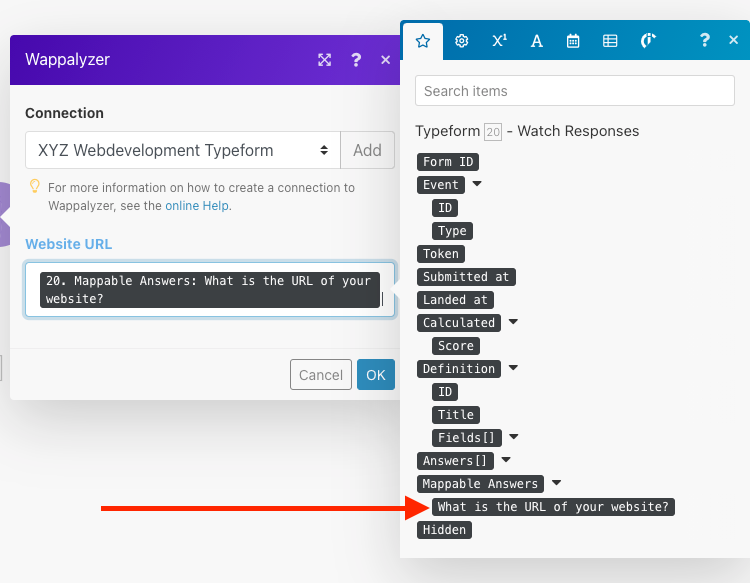 Wappalyzer
?
×
Connection
XYZ Webdevelopment Typeform
Add
For more information on how to create a connection to
Wappalyzer, see the online Help.
Website URL
20. Mappable Answers: What is the URL of your
website?
Cancel
OK
X¹
A
?
×
Search items
Typeform 20 - Watch Responses
Form ID
Event
ID
Type
Token
Submitted at
Landed at
Calculated
Score
Definition
ID
Title
Fields[]
Answers[]
Mappable Answers
What is the URL of your website?
Hidden